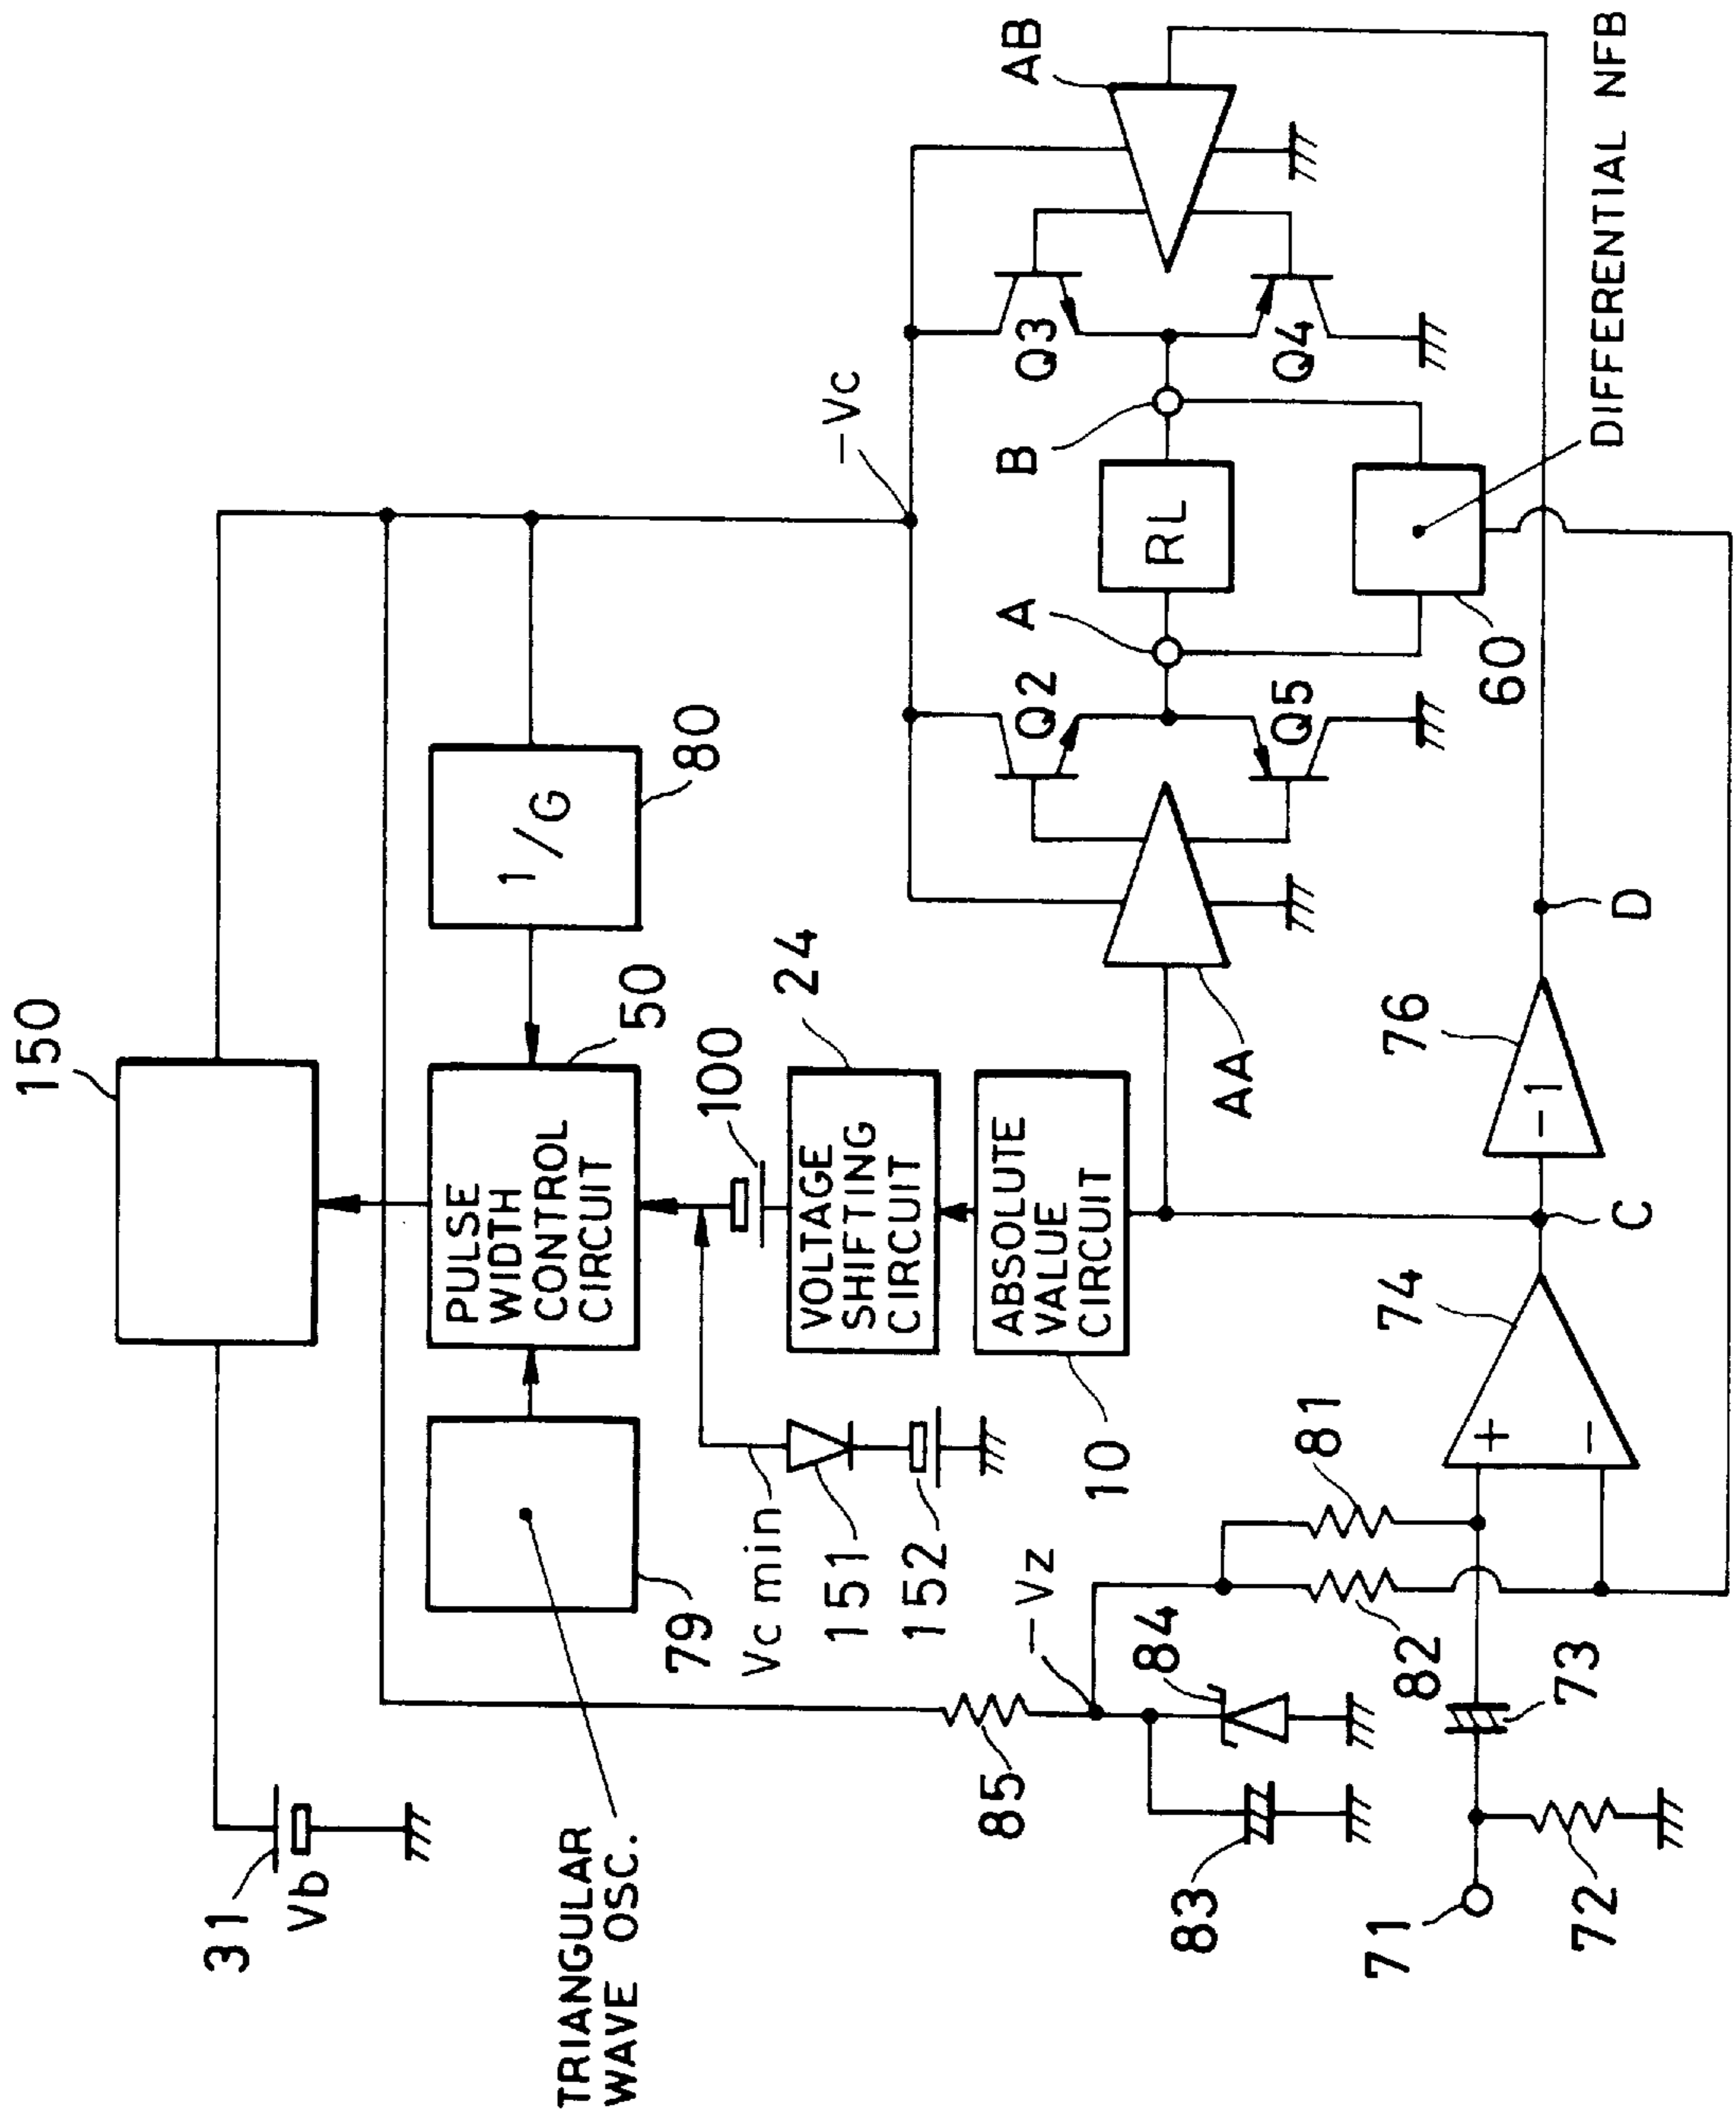 150
31
Vb
TRIANGULAR
WAVE OSC.
79
PULSE
WIDTH
CONTROL
CIRCUIT
50
1/G
80
100
Vc min
151
152
VOLTAGE
SHIFTING
CIRCUIT
24
ABSOLUTE
VALUE
CIRCUIT
10
-Vc
Q2
Q5
Q3
Q4
A
B
RL
AA
AB
60
DIFFERENTIAL NFB
85
-Vz
84
83
81
82
71
72
73
+
-
74
C
-1
76
D